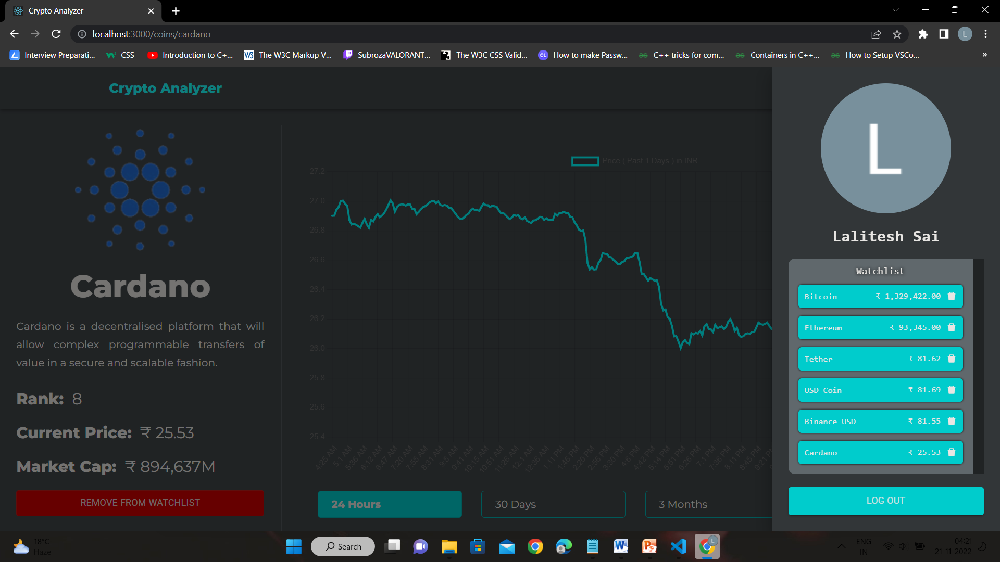 Crypto Analyzer
localhost:3000/coins/cardano
L
Interview Preparati...
CSS
Introduction to C+...
The W3C Markup V...
SubrozaVALORANT...
The W3C CSS Valid...
How to make Passw...
C++ tricks for com...
Containers in C++...
How to Setup VSCo...
»
Crypto Analyzer
Cardano
Cardano is a decentralised platform that will
allow complex programmable transfers of
value in a secure and scalable fashion.
Rank: 8
Current Price: ₹ 25.53
Market Cap: ₹ 894,637M
REMOVE FROM WATCHLIST
Price ( Past 1 Days ) in INR
27.2
27.0
26.8
26.6
26.4
26.2
26.0
25.8
25.6
25.4
4:25 AM
5:1 AM
5:36 AM
6:12 AM
6:47 AM
7:20 AM
7:55 AM
8:31 AM
9:5 AM
9:41 AM
10:15 AM
10:51 AM
11:26 AM
12:1 AM
12:36 AM
1:11 PM
1:46 PM
2:20 PM
2:56 PM
3:30 PM
4:6 PM
4:42 PM
5:14 PM
5:51 PM
6:26 PM
7:1 PM
7:36 PM
8:11 PM
8:45 PM
9:21 PM
24 Hours
30 Days
3 Months
L
Lalitesh Sai
Watchlist
Bitcoin ₹ 1,329,422.00
Ethereum ₹ 93,345.00
Tether ₹ 81.62
USD Coin ₹ 81.69
Binance USD ₹ 81.55
Cardano ₹ 25.53
LOG OUT
18°C
Haze
Search
ENG
IN
04:21
21-11-2022